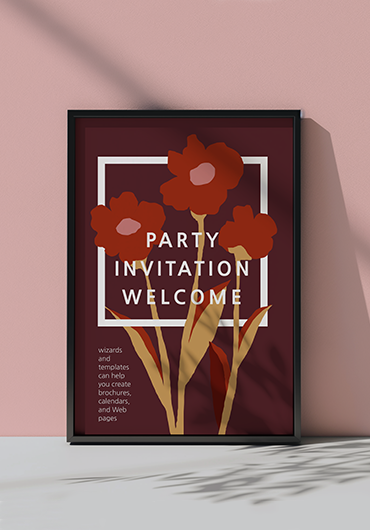 PARTY
INVITATION
WELCOME
wizards
and
templates
can help
you create
brochures,
calendars,
and Web
pages